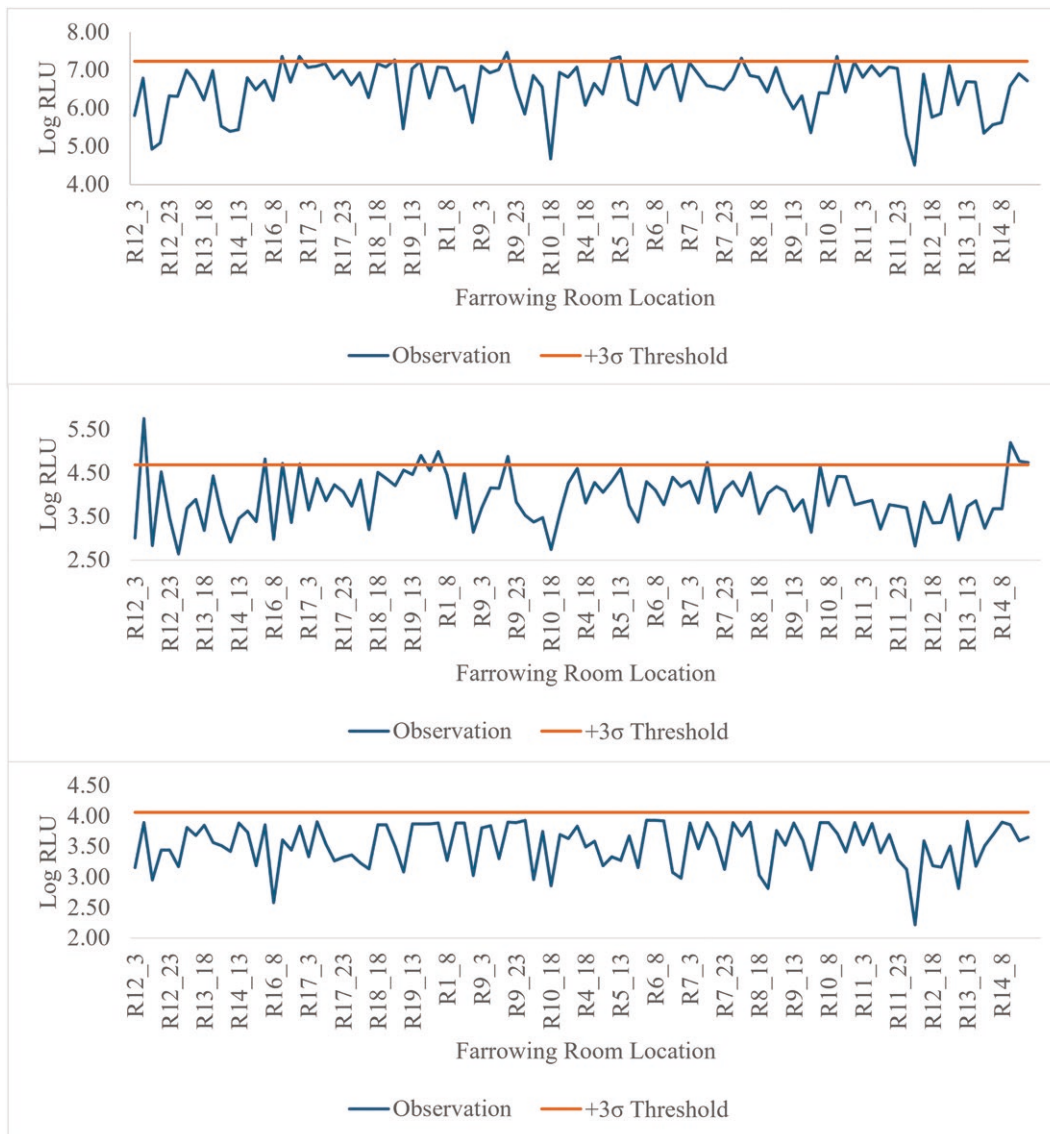 8.00
7.00
6.00
5.00
4.00
Log RLU
R12_3 R12_23 R13_18 R14_13 R16_8 R17_3 R17_23 R18_18 R19_13 R1_8 R9_3 R9_23 R10_18 R4_18 R5_13 R6_8 R7_3 R7_23 R8_18 R9_13 R10_8 R11_3 R11_23 R12_18 R13_13 R14_8
Farrowing Room Location
Observation +3σ Threshold
5.50
4.50
3.50
2.50
Log RLU
R12_3 R12_23 R13_18 R14_13 R16_8 R17_3 R17_23 R18_18 R19_13 R1_8 R9_3 R9_23 R10_18 R4_18 R5_13 R6_8 R7_3 R7_23 R8_18 R9_13 R10_8 R11_3 R11_23 R12_18 R13_13 R14_8
Farrowing Room Location
Observation +3σ Threshold
4.50
4.00
3.50
3.00
2.50
2.00
Log RLU
R12_3 R12_23 R13_18 R14_13 R16_8 R17_3 R17_23 R18_18 R19_13 R1_8 R9_3 R9_23 R10_18 R4_18 R5_13 R6_8 R7_3 R7_23 R8_18 R9_13 R10_8 R11_3 R11_23 R12_18 R13_13 R14_8
Farrowing Room Location
Observation +3σ Threshold